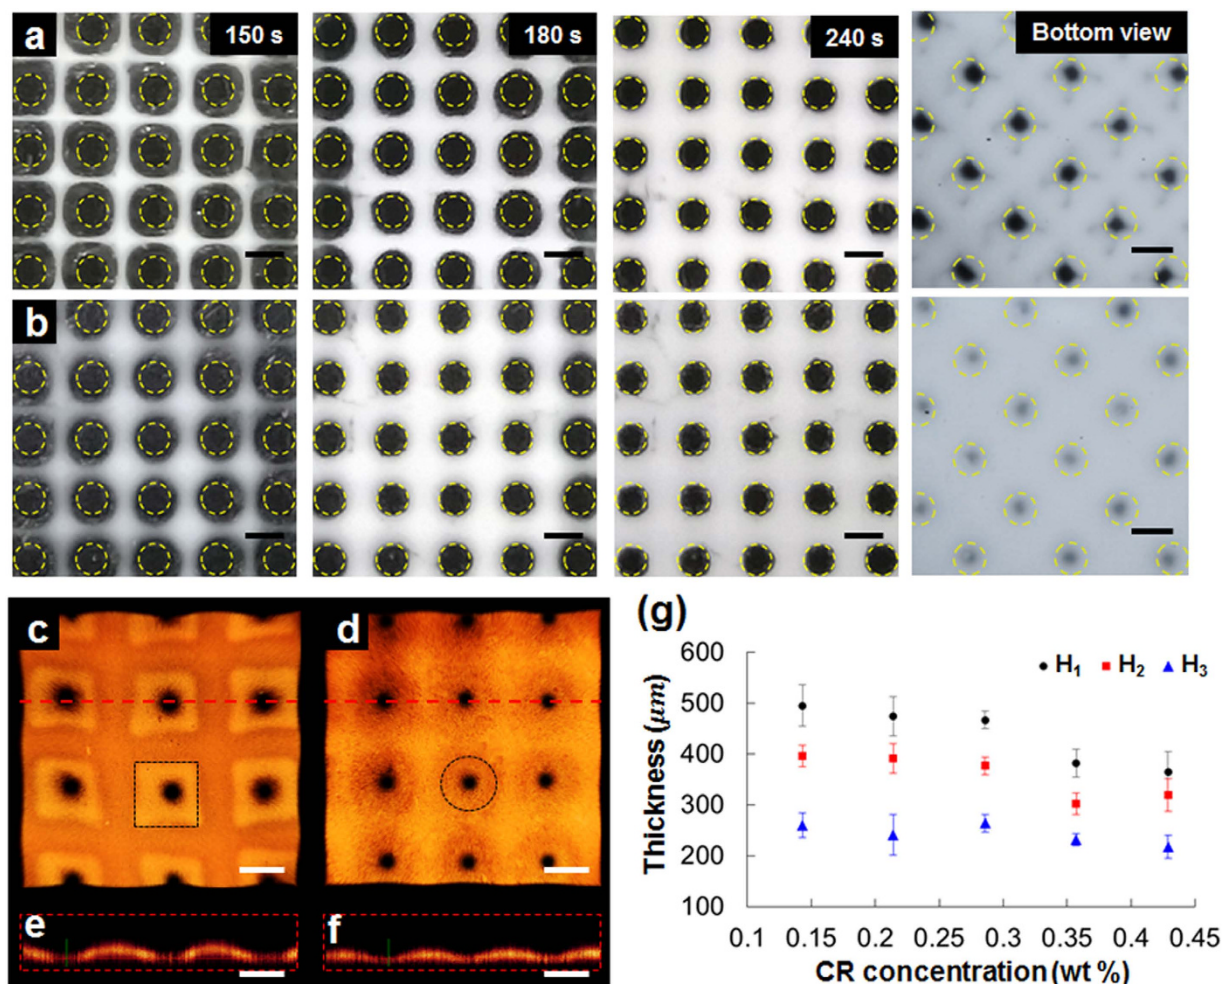 a
150 s
180 s
240 s
Bottom view
b
c
d
e
f
(g)
H₁ H₂ H₃
Thickness (μm)
600
500
400
300
200
100
0.1 0.15 0.2 0.25 0.3 0.35 0.4 0.45
CR concentration (wt %)